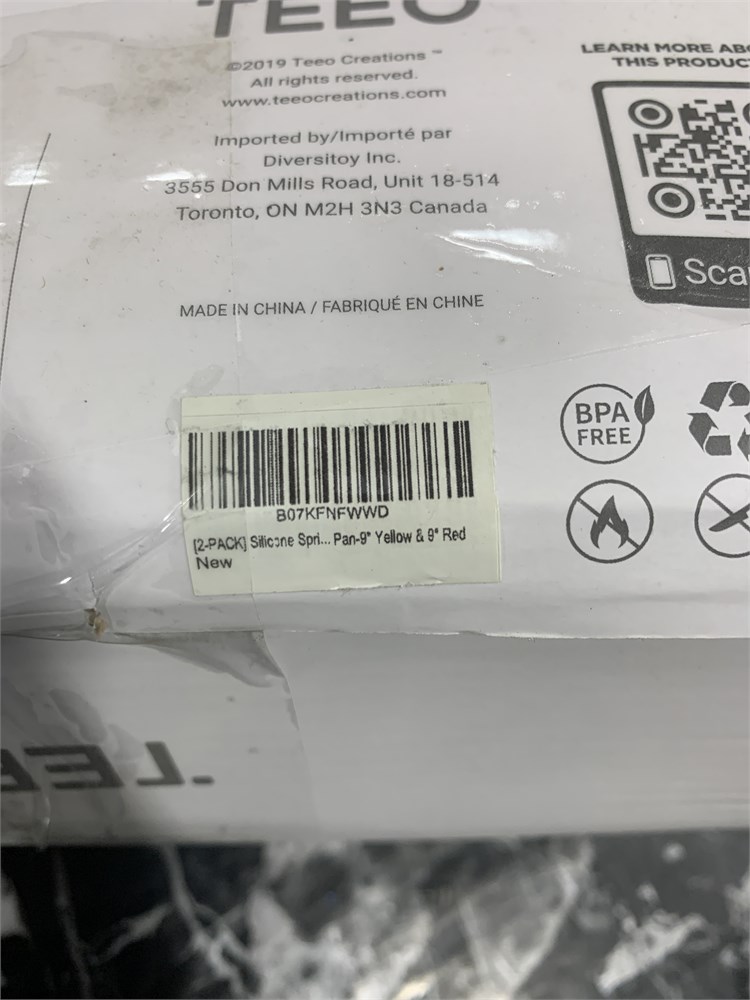 TEEO
©2019 Teeo Creations ™
All rights reserved.
www.teeocreations.com
Imported by/Importé par
Diversitoy Inc.
3555 Don Mills Road, Unit 18-514
Toronto, ON M2H 3N3 Canada
MADE IN CHINA / FABRIQUÉ EN CHINE
LEARN MORE ABO
THIS PRODUCT
Sca
BPA
FREE
B07KFNFWWD
[2-PACK] Silicone Spri... Pan-9" Yellow & 9" Red
New
TEE